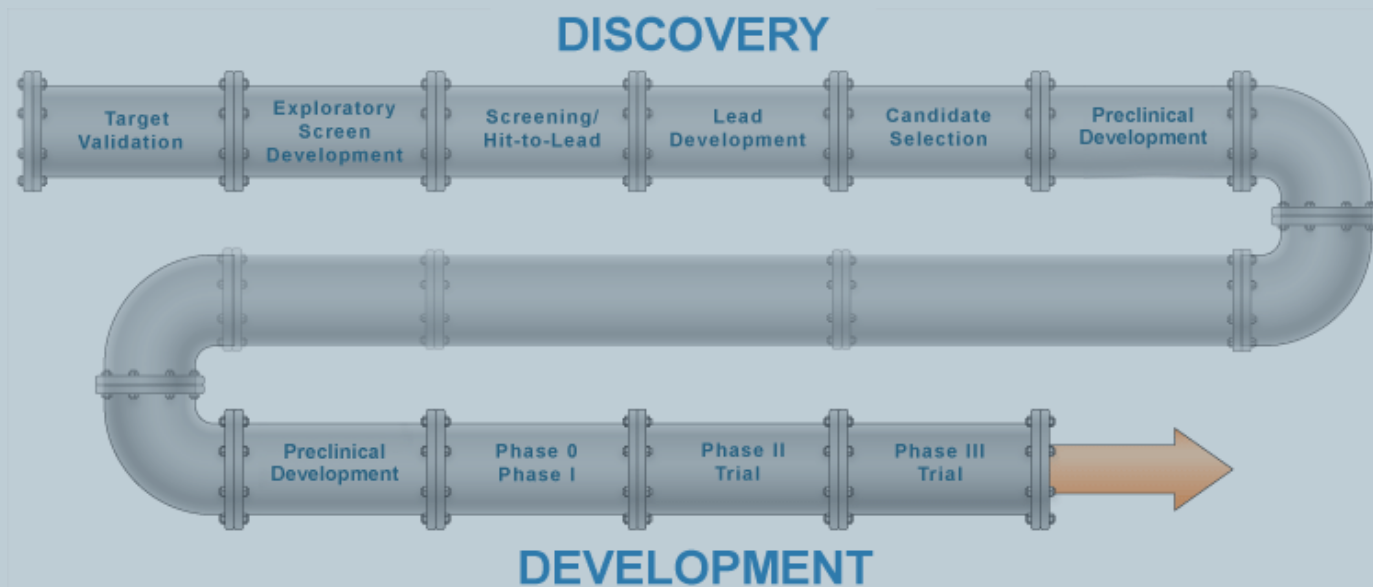 DISCOVERY
Target
Validation
Exploratory
Screen
Development
Screening/
Hit-to-Lead
Lead
Development
Candidate
Selection
Preclinical
Development
Preclinical
Development
Phase 0
Phase I
Phase II
Trial
Phase III
Trial
DEVELOPMENT